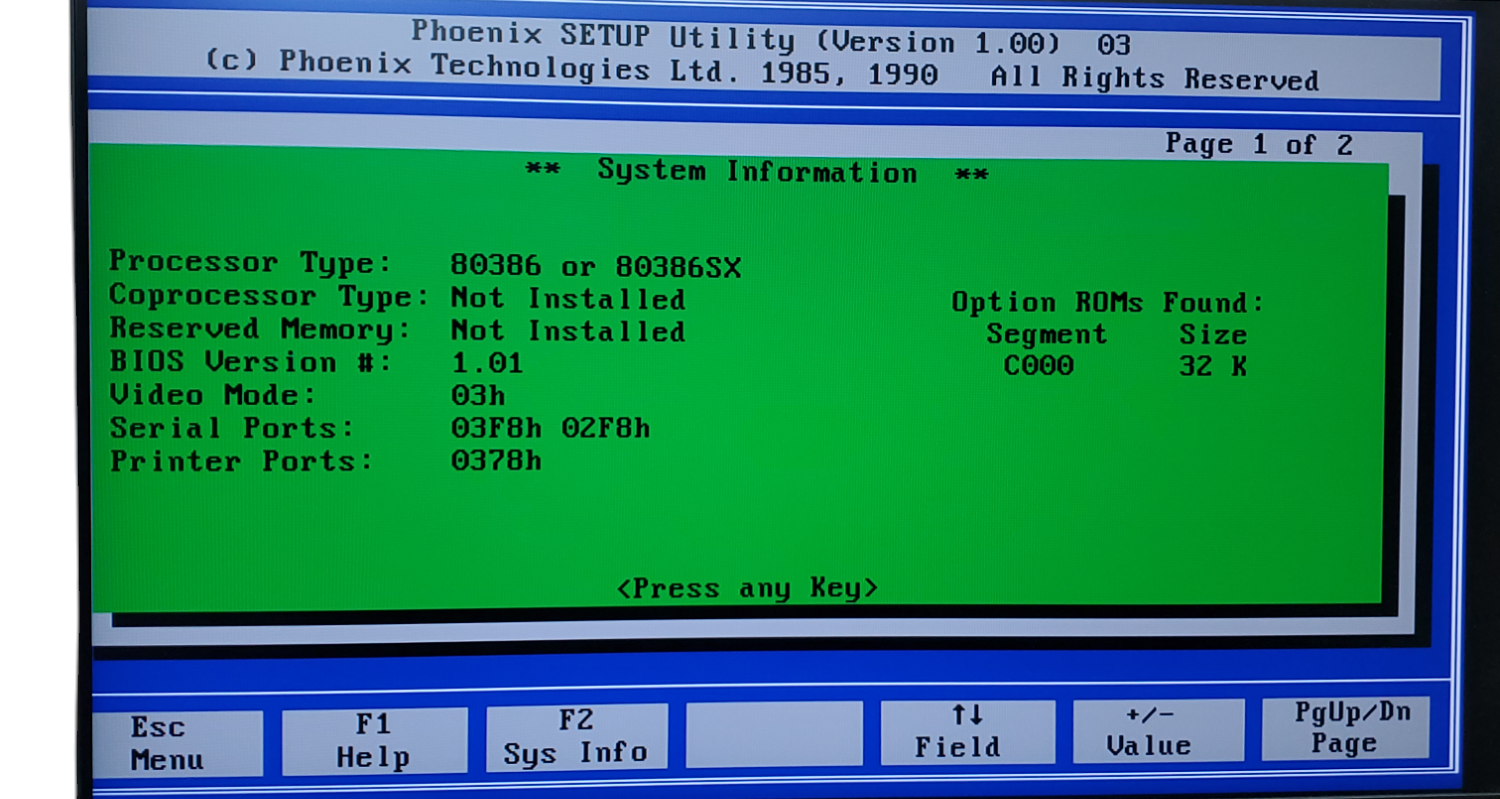 Phoenix SETUP Utility (Version 1.00) 03
(c) Phoenix Technologies Ltd. 1985, 1990 All Rights Reserved
Page 1 of 2
** System Information **
Processor Type: 80386 or 80386SX
Coprocessor Type: Not Installed
Reserved Memory: Not Installed
BIOS Version #: 1.01
Video Mode: 03h
Serial Ports: 03F8h 02F8h
Printer Ports: 0378h
Option ROMs Found:
Segment Size
C000 32 K
<Press any Key>
Esc
Menu
F1
Help
F2
Sys Info
↑↓
Field
+/-
Value
PgUp/Dn
Page